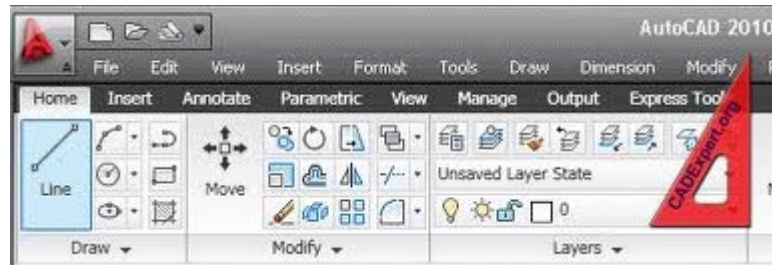 AutoCAD 2010
File Edit View Insert Format Tools Draw Dimension Modify
Home Insert Annotate Parametric View Manage Output Express Tool
CADExpert.org
Line
Move
Unsaved Layer State
0
Draw Modify Layers